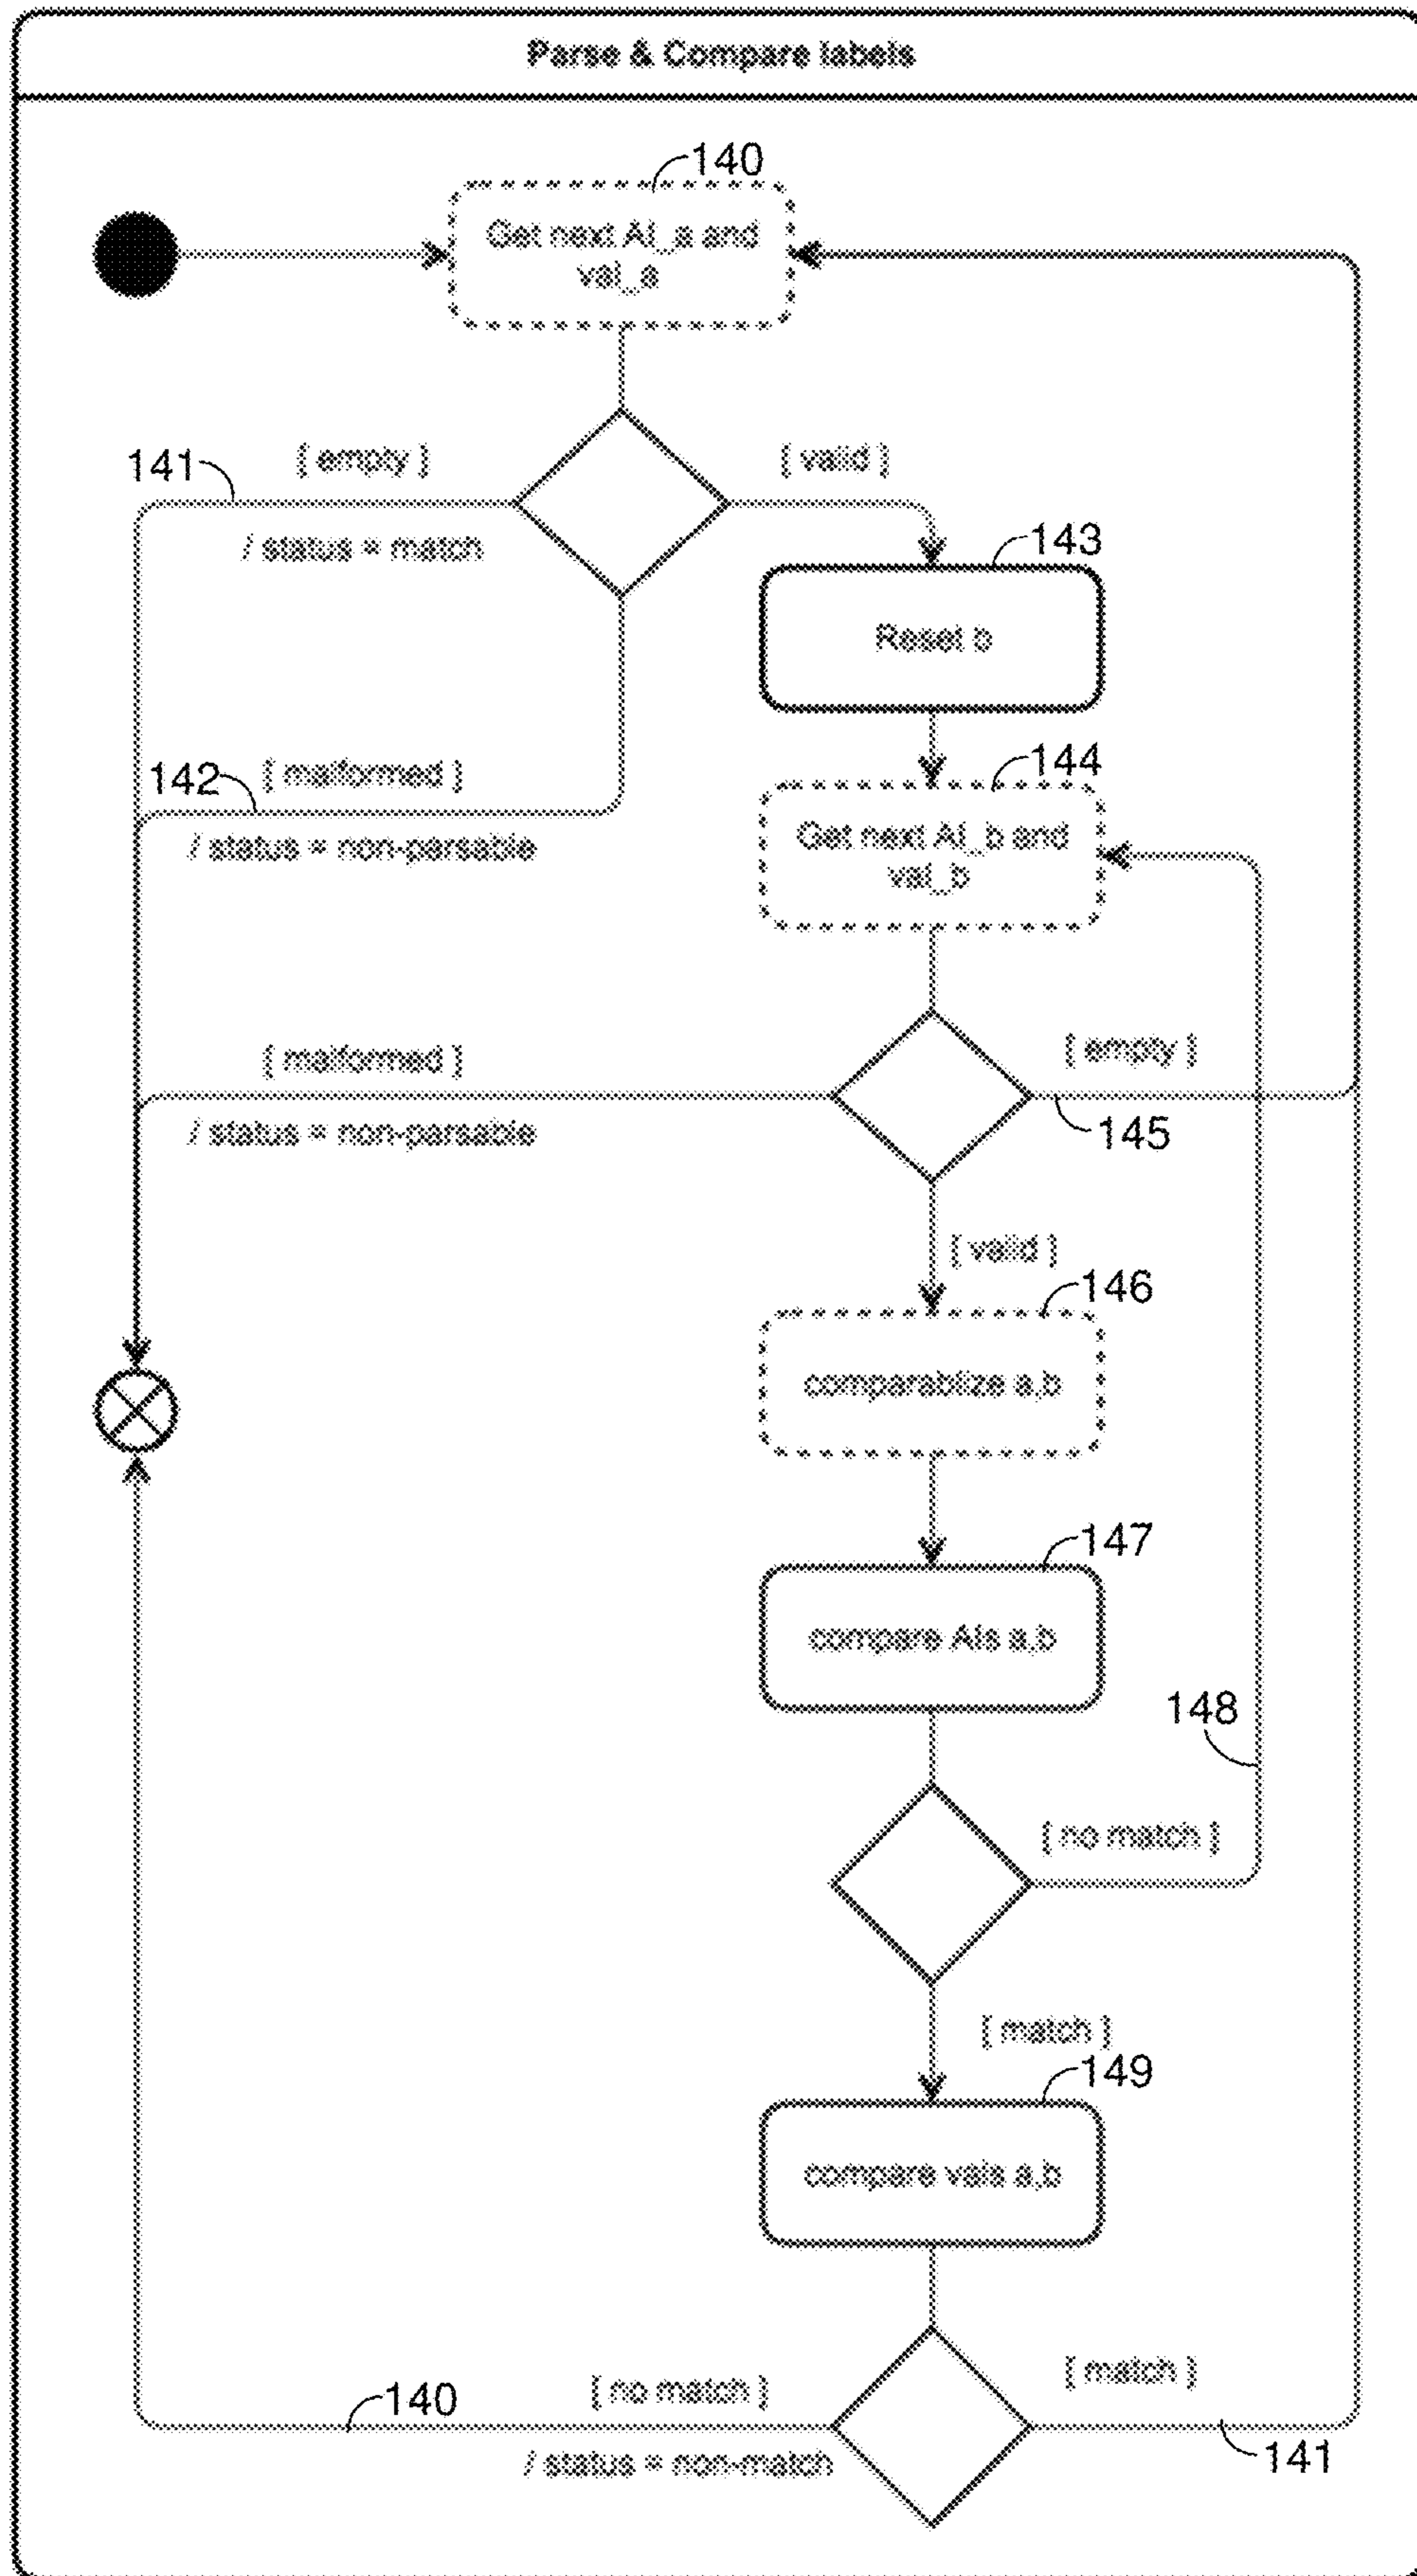 Parse & Compare labels
140
Get next AI_a and
val_a
141
[ empty ]
[ valid ]
/ status = match
143
Reset b
142
[ malformed ]
/ status = non-parsable
144
Get next AI_b and
val_b
[ malformed ]
[ empty ]
/ status = non-parsable
145
[ valid ]
146
comparablize a,b
147
compare AIs a,b
148
[ no match ]
[ match ]
149
compare vals a,b
140
[ no match ]
[ match ]
/ status = non-match
141